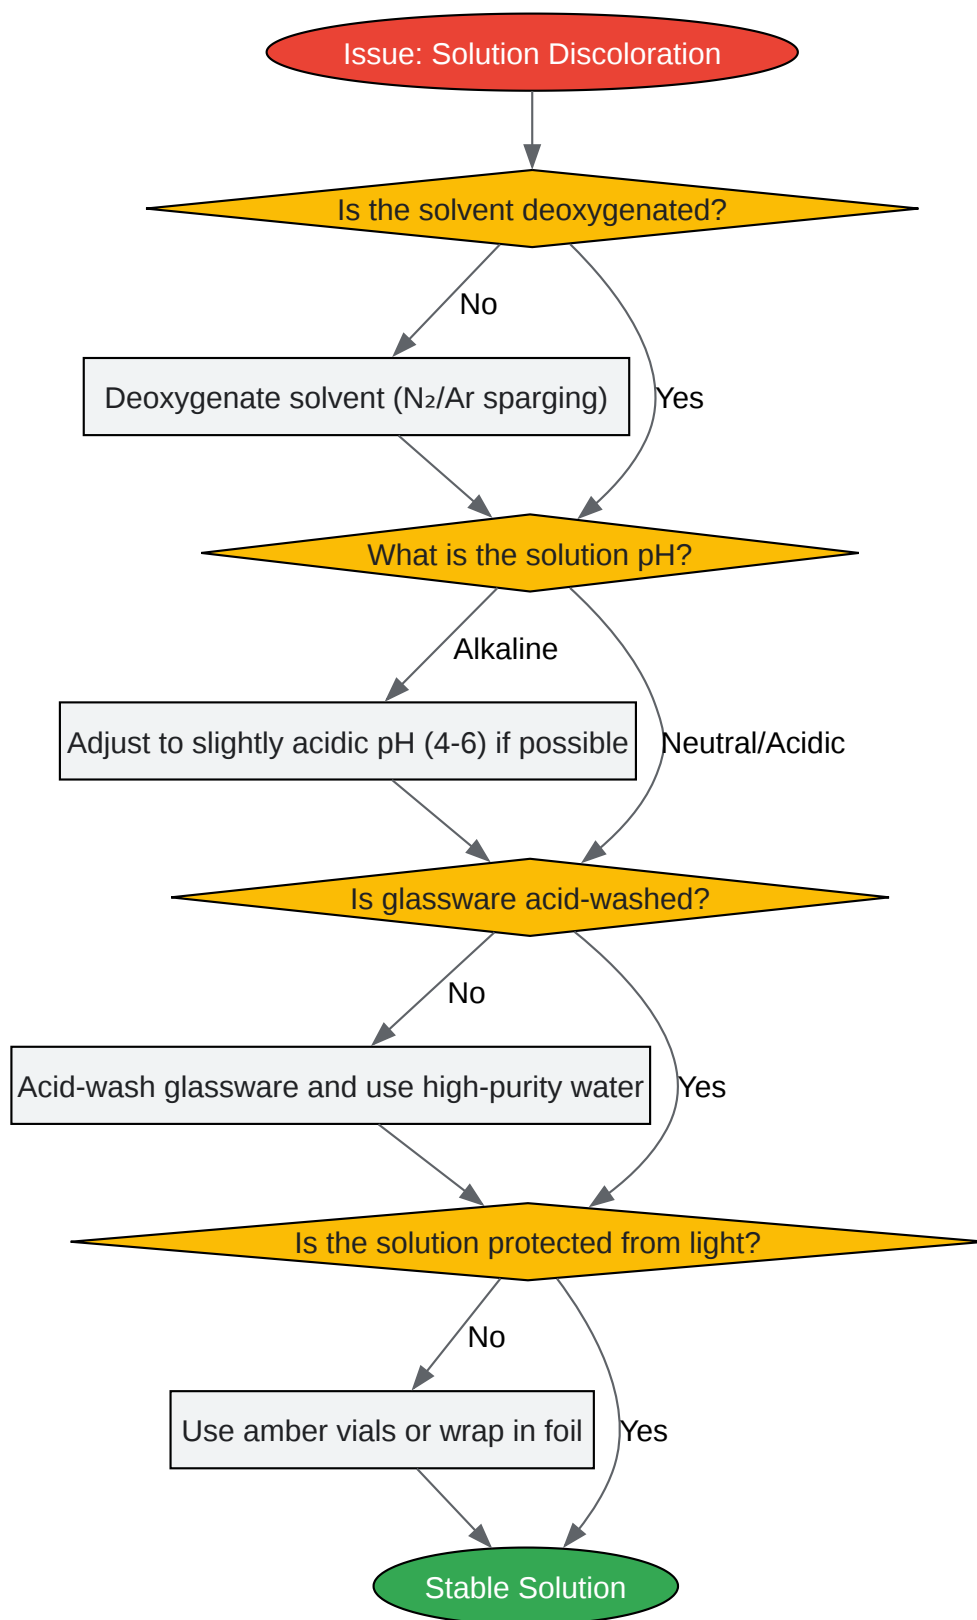 Issue: Solution Discoloration
Is the solvent deoxygenated?
No
Deoxygenate solvent (N₂/Ar sparging)
Yes
What is the solution pH?
Alkaline
Adjust to slightly acidic pH (4-6) if possible
Neutral/Acidic
Is glassware acid-washed?
No
Acid-wash glassware and use high-purity water
Yes
Is the solution protected from light?
No
Use amber vials or wrap in foil
Yes
Stable Solution